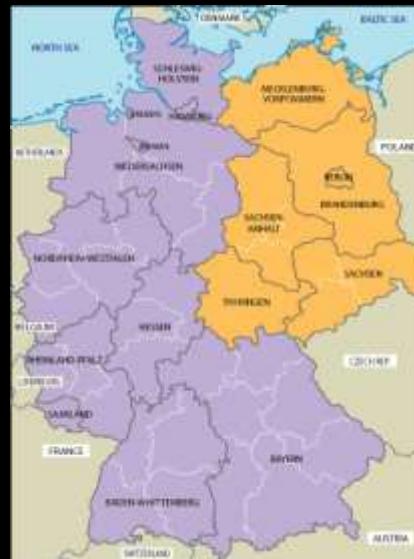 DENMARK
BALTIC SEA
NORTH SEA
SCHLESWIG-
HOLSTEIN
MECKLENBURG-
VORPOMMERN
HAMBURG
BREMEN
NETHERLANDS
NIEDERSACHSEN
POLAND
BERLIN
BRANDENBURG
SACHSEN-
ANHALT
NORDRHEIN-WESTFALEN
SACHSEN
THÜRINGEN
HESSEN
BELGIUM
RHEINLAND-PFALZ
CZECH REP.
LUXEMBOURG
SAARLAND
FRANCE
BAYERN
BADEN-WÜRTTEMBERG
AUSTRIA
SWITZERLAND